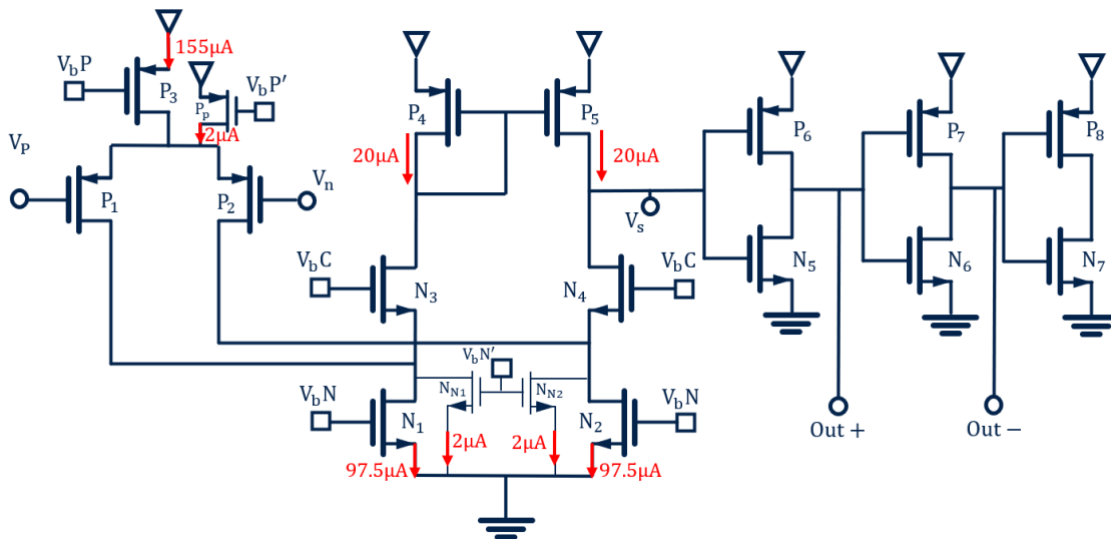 155μA
VbP
P3
VbP′
Pp
2μA
VP
Vn
P1
P2
P4
P5
20μA
20μA
Vs
P6
P7
P8
N5
N6
N7
VbC
VbC
N3
N4
VbN′
NN1
NN2
VbN
VbN
N1
N2
2μA
2μA
97.5μA
97.5μA
Out +
Out −